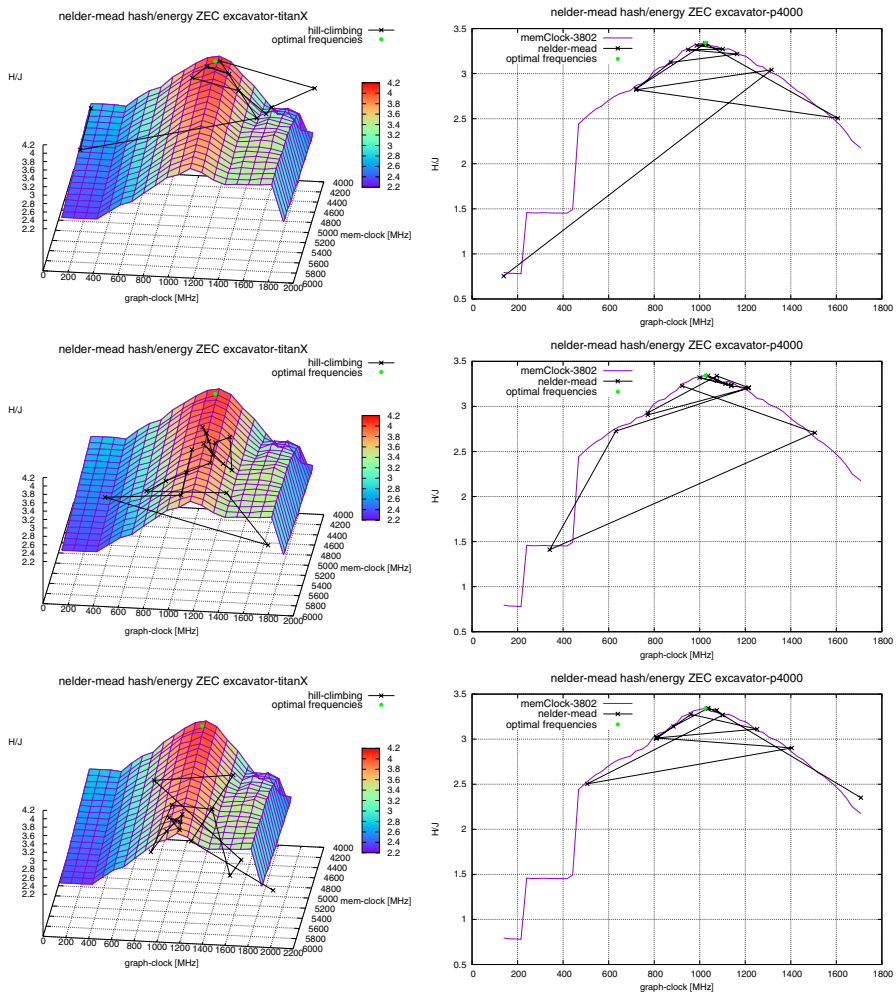 nelder-mead hash/energy ZEC excavator-titanX
hill-climbing
optimal frequencies
H/J
4.2
4
3.8
3.6
3.4
3.2
3
2.8
2.6
2.4
2.2
4.2
4
3.8
3.6
3.4
3.2
3
2.8
2.6
2.4
2.2
4000
4200
4400
4600
4800
5000
5200
5400
5600
5800
6000
mem-clock [MHz]
0 200 400 600 800 1000 1200 1400 1600 1800 2000
graph-clock [MHz]
nelder-mead hash/energy ZEC excavator-p4000
memClock-3802
nelder-mead
optimal frequencies
3.5
3
2.5
2
1.5
1
0.5
H/J
0 200 400 600 800 1000 1200 1400 1600 1800
graph-clock [MHz]
nelder-mead hash/energy ZEC excavator-titanX
hill-climbing
optimal frequencies
H/J
4.2
4
3.8
3.6
3.4
3.2
3
2.8
2.6
2.4
2.2
4.2
4
3.8
3.6
3.4
3.2
3
2.8
2.6
2.4
2.2
4000
4200
4400
4600
4800
5000
5200
5400
5600
5800
6000
mem-clock [MHz]
0 200 400 600 800 1000 1200 1400 1600 1800 2000
graph-clock [MHz]
nelder-mead hash/energy ZEC excavator-p4000
memClock-3802
nelder-mead
optimal frequencies
3.5
3
2.5
2
1.5
1
0.5
H/J
0 200 400 600 800 1000 1200 1400 1600 1800
graph-clock [MHz]
nelder-mead hash/energy ZEC excavator-titanX
hill-climbing
optimal frequencies
H/J
4.2
4
3.8
3.6
3.4
3.2
3
2.8
2.6
2.4
2.2
4.2
4
3.8
3.6
3.4
3.2
3
2.8
2.6
2.4
2.2
4000
4200
4400
4600
4800
5000
5200
5400
5600
5800
6000
mem-clock [MHz]
0 200 400 600 800 1000 1200 1400 1600 1800 2000 2200
graph-clock [MHz]
nelder-mead hash/energy ZEC excavator-p4000
memClock-3802
nelder-mead
optimal frequencies
3.5
3
2.5
2
1.5
1
0.5
H/J
0 200 400 600 800 1000 1200 1400 1600 1800
graph-clock [MHz]